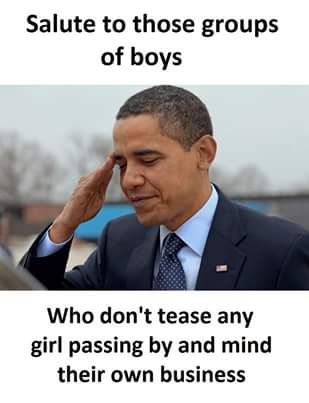 Salute to those groups
of boys
Who don't tease any
girl passing by and mind
their own business